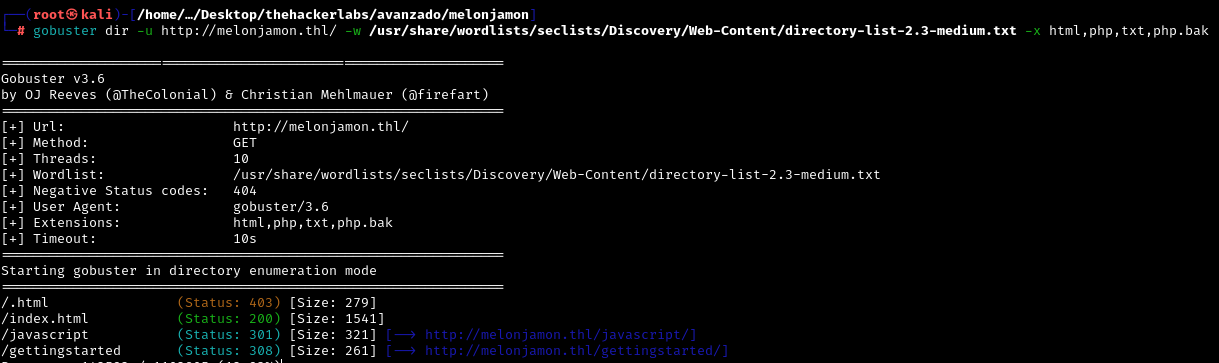 ┌──(root㉿kali)-[/home/…/Desktop/thehackerlabs/avanzado/melonjamon]
└─# gobuster dir -u http://melonjamon.thl/ -w /usr/share/wordlists/seclists/Discovery/Web-Content/directory-list-2.3-medium.txt -x html,php,txt,php.bak
===============================================================
Gobuster v3.6
by OJ Reeves (@TheColonial) & Christian Mehlmauer (@firefart)
===============================================================
[+] Url: http://melonjamon.thl/
[+] Method: GET
[+] Threads: 10
[+] Wordlist: /usr/share/wordlists/seclists/Discovery/Web-Content/directory-list-2.3-medium.txt
[+] Negative Status codes: 404
[+] User Agent: gobuster/3.6
[+] Extensions: html,php,txt,php.bak
[+] Timeout: 10s
===============================================================
Starting gobuster in directory enumeration mode
===============================================================
/.html (Status: 403) [Size: 279]
/index.html (Status: 200) [Size: 1541]
/javascript (Status: 301) [Size: 321] [--> http://melonjamon.thl/javascript/]
/gettingstarted (Status: 308) [Size: 261] [--> http://melonjamon.thl/gettingstarted/]